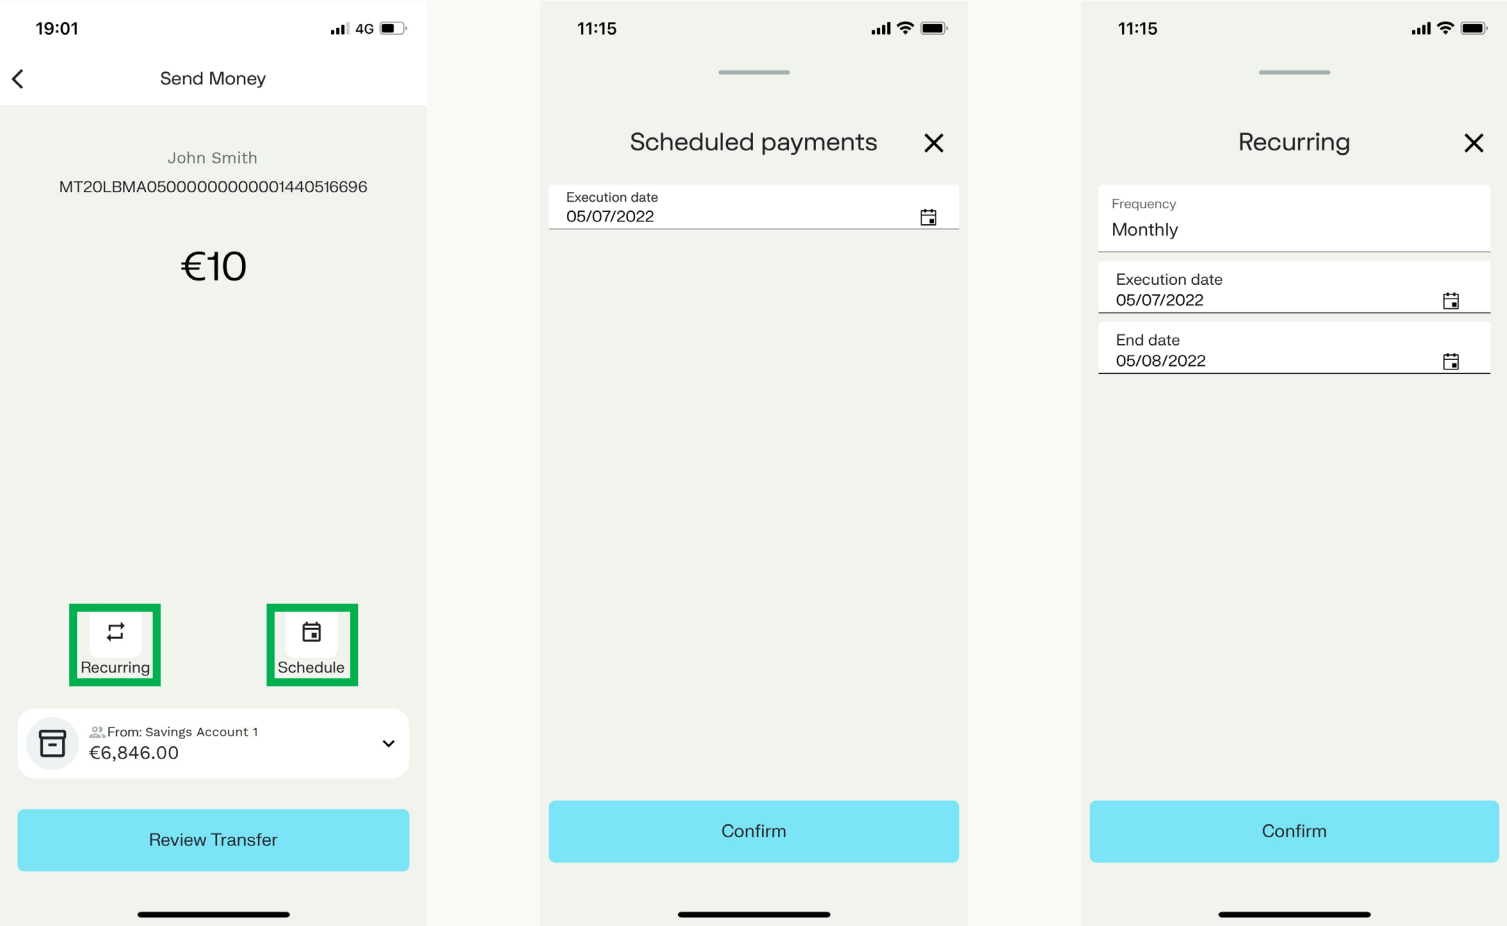 19:01
4G
Send Money
John Smith
MT20LBMA05000000000001440516696
€10
Recurring
Schedule
From: Savings Account 1
€6,846.00
Review Transfer
11:15
Scheduled payments
Execution date
05/07/2022
Confirm
11:15
Recurring
Frequency
Monthly
Execution date
05/07/2022
End date
05/08/2022
Confirm